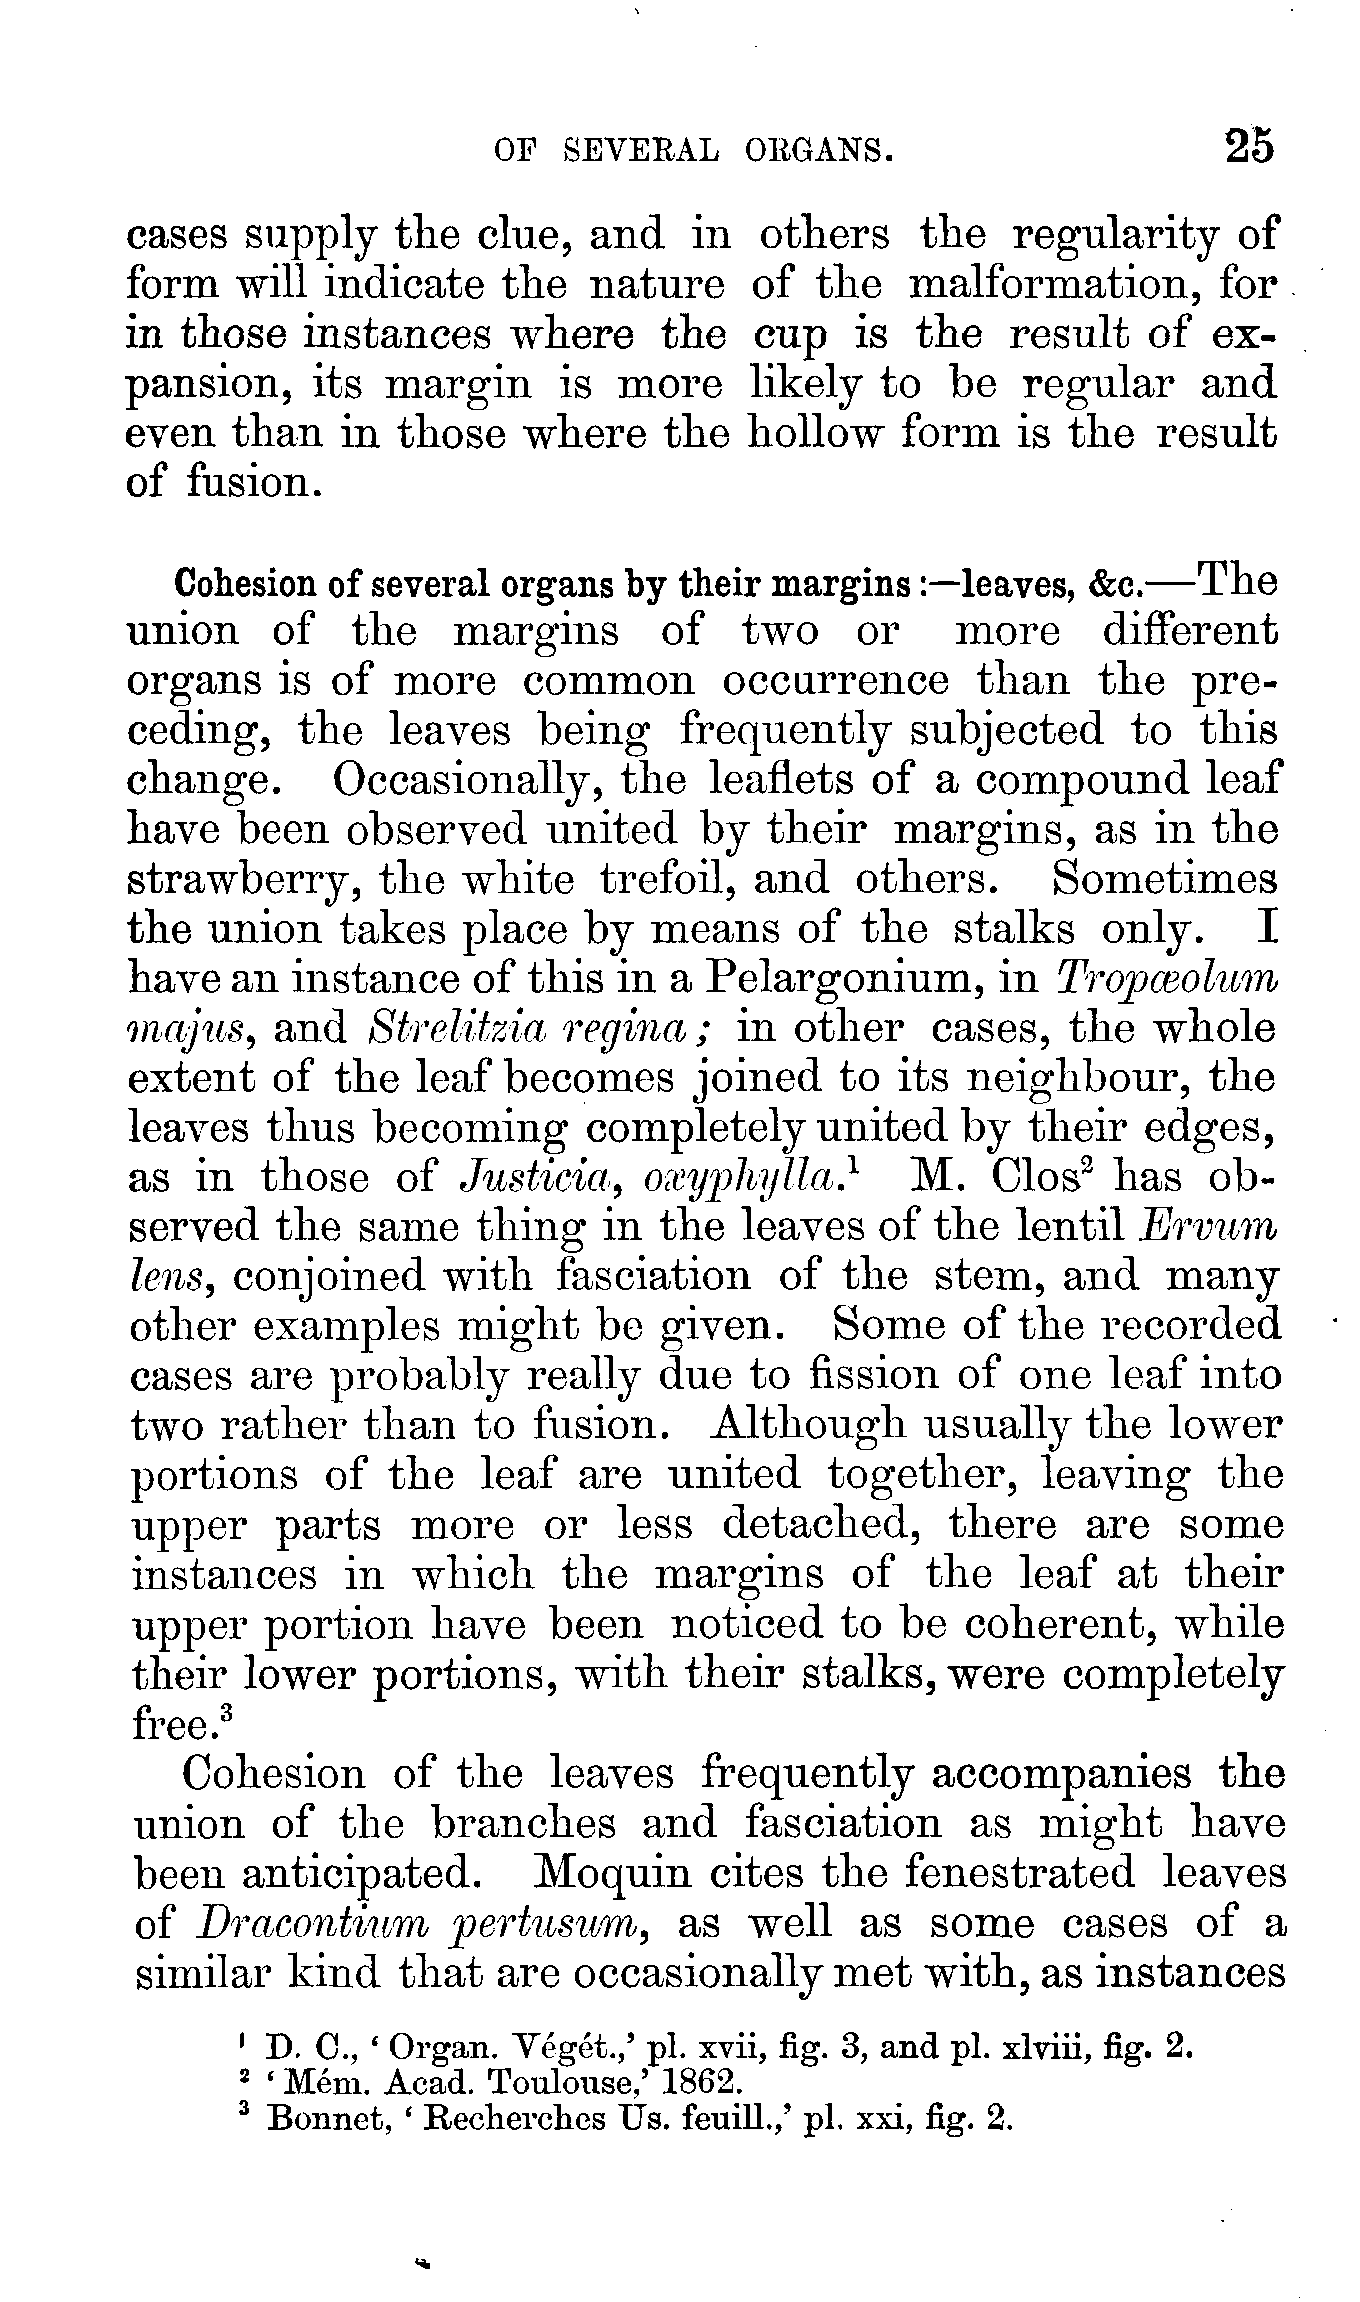 OF SEVERAL ORGANS. 25
cases supply the clue, and in others the regularity of
form will indicate the nature of the malformation, for
in those instances where the cup is the result of ex-
pansion, its margin is more likely to be regular and
even than in those where the hollow form is the result
of fusion.
Cohesion of several organs by their margins:—leaves, &c.—The
union of the margins of two or more different
organs is of more common occurrence than the pre-
ceding, the leaves being frequently subjected to this
change. Occasionally, the leaflets of a compound leaf
have been observed united by their margins, as in the
strawberry, the white trefoil, and others. Sometimes
the union takes place by means of the stalks only. I
have an instance of this in a Pelargonium, in Tropæolum
majus, and Strelitzia regina; in other cases, the whole
extent of the leaf becomes joined to its neighbour, the
leaves thus becoming completely united by their edges,
as in those of Justicia, oxyphylla.¹ M. Clos² has ob-
served the same thing in the leaves of the lentil Ervum
lens, conjoined with fasciation of the stem, and many
other examples might be given. Some of the recorded
cases are probably really due to fission of one leaf into
two rather than to fusion. Although usually the lower
portions of the leaf are united together, leaving the
upper parts more or less detached, there are some
instances in which the margins of the leaf at their
upper portion have been noticed to be coherent, while
their lower portions, with their stalks, were completely
free.³
Cohesion of the leaves frequently accompanies the
union of the branches and fasciation as might have
been anticipated. Moquin cites the fenestrated leaves
of Dracontium pertusum, as well as some cases of a
similar kind that are occasionally met with, as instances
¹ D. C., ‘Organ. Végét.,’ pl. xvii, fig. 3, and pl. xlviii, fig. 2.
² ‘Mém. Acad. Toulouse,’ 1862.
³ Bonnet, ‘Recherches Us. feuill.,’ pl. xxi, fig. 2.